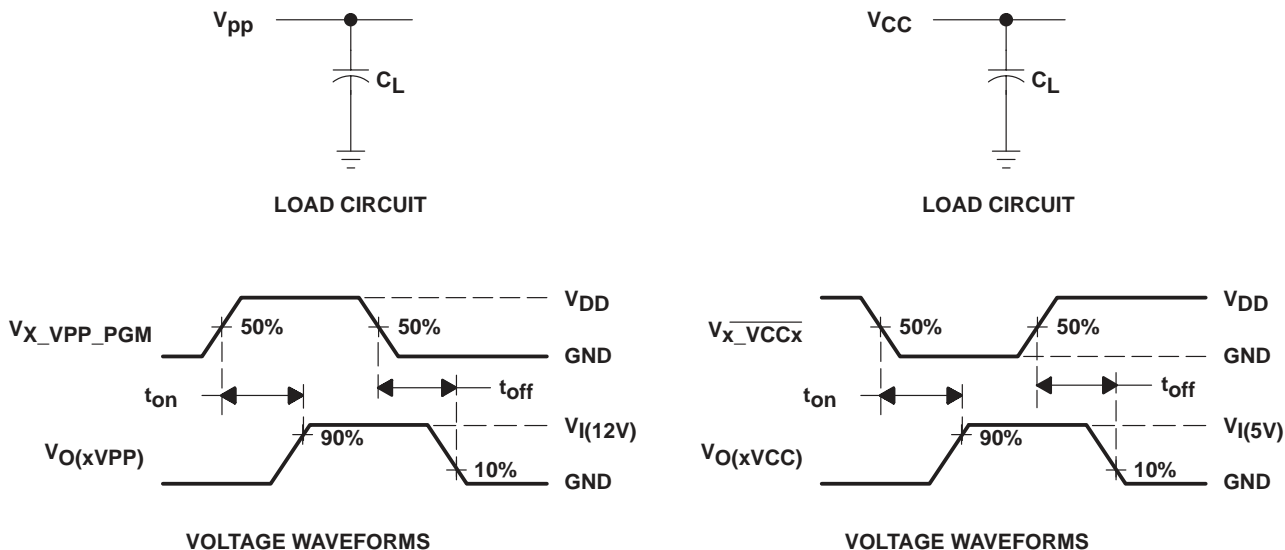 Vpp
CL
LOAD CIRCUIT
VCC
CL
LOAD CIRCUIT
VX_VPP_PGM
50%
50%
VDD
GND
ton
toff
VO(xVPP)
90%
10%
VI(12V)
GND
VOLTAGE WAVEFORMS
Vx_VCCx
50%
50%
VDD
GND
ton
toff
VO(xVCC)
90%
10%
VI(5V)
GND
VOLTAGE WAVEFORMS